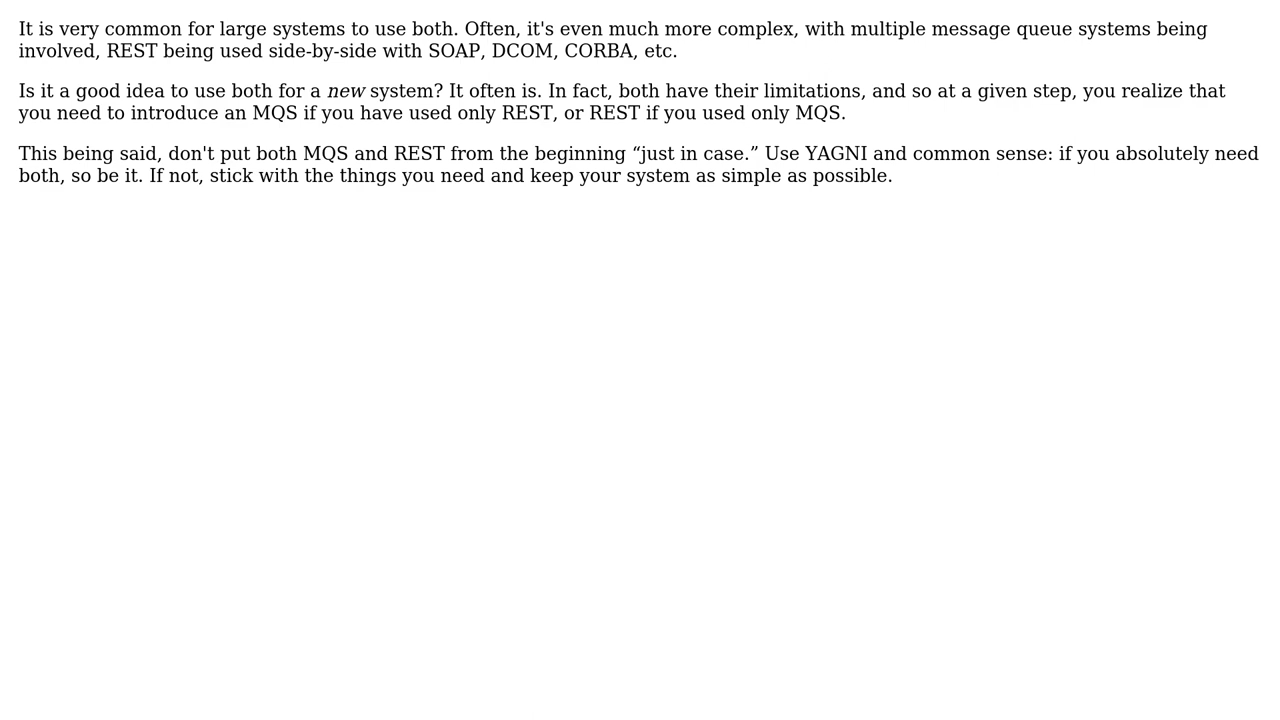 It is very common for large systems to use both. Often, it's even much more complex, with multiple message queue systems being
involved, REST being used side-by-side with SOAP, DCOM, CORBA, etc.
Is it a good idea to use both for a new system? It often is. In fact, both have their limitations, and so at a given step, you realize that
you need to introduce an MQS if you have used only REST, or REST if you used only MQS.
This being said, don't put both MQS and REST from the beginning “just in case.” Use YAGNI and common sense: if you absolutely need
both, so be it. If not, stick with the things you need and keep your system as simple as possible.